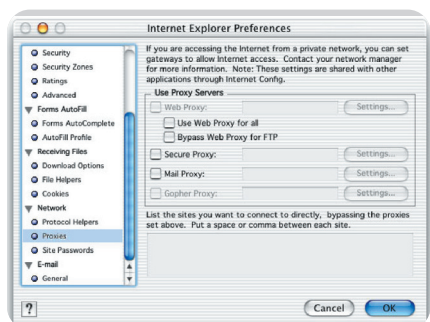 Internet Explorer Preferences
Security
Security Zones
Ratings
Advanced
Forms AutoFill
Forms AutoComplete
AutoFill Profile
Receiving Files
Download Options
File Helpers
Cookies
Network
Protocol Helpers
Proxies
Site Passwords
E-mail
General
If you are accessing the Internet from a private network, you can set
gateways to allow Internet access. Contact your network manager
for more information. Note: These settings are shared with other
applications through Internet Config.
Use Proxy Servers
Web Proxy:
Settings...
Use Web Proxy for all
Bypass Web Proxy for FTP
Secure Proxy:
Settings...
Mail Proxy:
Settings...
Gopher Proxy:
Settings...
List the sites you want to connect to directly, bypassing the proxies
set above. Put a space or comma between each site.
?
Cancel
OK